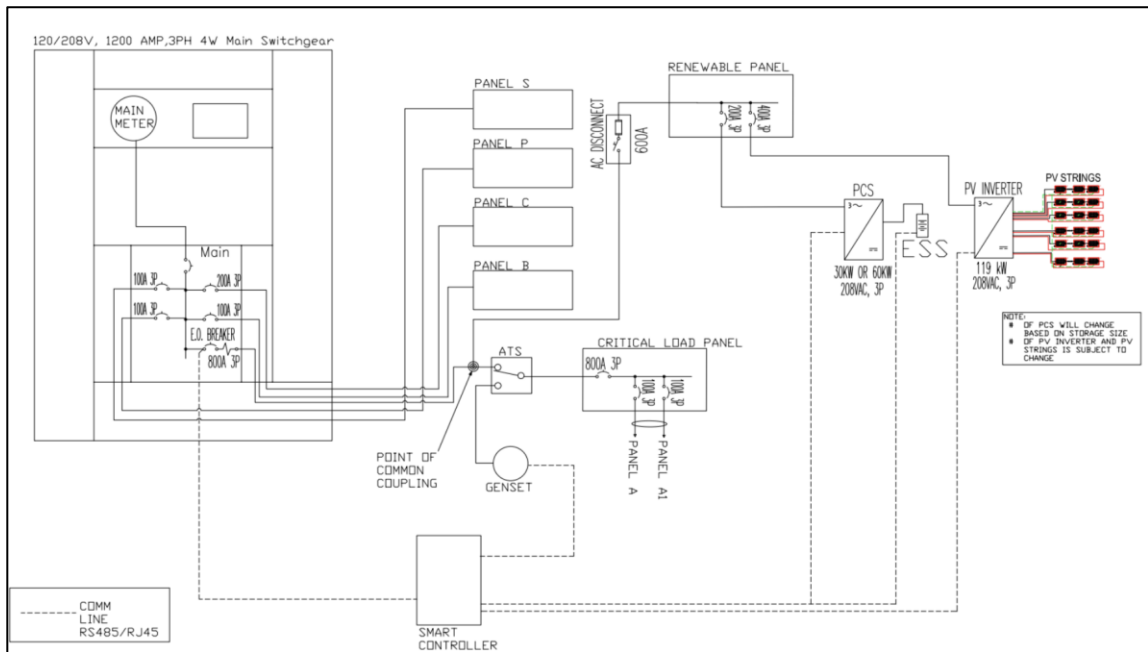 120/208V, 1200 AMP,3PH 4W Main Switchgear
MAIN
METER
Main
100A 3P
200A 3P
100A 3P
100A 3P
E.O. BREAKER
800A 3P
PANEL S
PANEL P
PANEL C
PANEL B
AC DISCONNECT
600A
RENEWABLE PANEL
200A 3P
400A 3P
PCS
3~
30KW OR 60KW
208VAC, 3P
ESS
PV INVERTER
3~
119 kW
208VAC, 3P
PV STRINGS
NOTE:
# OF PCS WILL CHANGE
BASED ON STORAGE SIZE
# OF PV INVERTER AND PV
STRINGS IS SUBJECT TO
CHANGE
ATS
CRITICAL LOAD PANEL
800A 3P
100A 3P
100A 3P
PANEL A
PANEL A1
POINT OF
COMMON
COUPLING
GENSET
SMART
CONTROLLER
COMM
LINE
RS485/RJ45